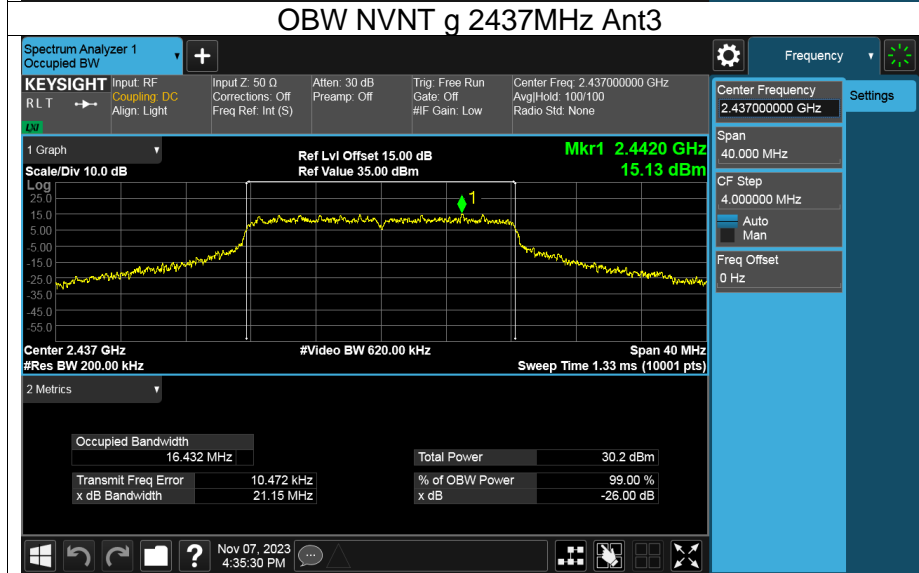 OBW NVNT g 2437MHz Ant3
Spectrum Analyzer 1
Occupied BW
+
Frequency
KEYSIGHT
R L T
LXI
Input: RF
Coupling: DC
Align: Light
Input Z: 50 Ω
Corrections: Off
Freq Ref: Int (S)
Atten: 30 dB
Preamp: Off
Trig: Free Run
Gate: Off
#IF Gain: Low
Center Freq: 2.437000000 GHz
Avg|Hold: 100/100
Radio Std: None
Center Frequency
2.437000000 GHz
Settings
Span
40.000 MHz
CF Step
4.000000 MHz
Auto
Man
Freq Offset
0 Hz
1 Graph
Scale/Div 10.0 dB
Ref Lvl Offset 15.00 dB
Ref Value 35.00 dBm
Mkr1 2.4420 GHz
15.13 dBm
Log
25.0
15.0
5.00
-5.00
-15.0
-25.0
-35.0
-45.0
-55.0
1
Center 2.437 GHz
#Res BW 200.00 kHz
#Video BW 620.00 kHz
Span 40 MHz
Sweep Time 1.33 ms (10001 pts)
2 Metrics
Occupied Bandwidth
16.432 MHz
Transmit Freq Error 10.472 kHz
x dB Bandwidth 21.15 MHz
Total Power 30.2 dBm
% of OBW Power 99.00 %
x dB -26.00 dB
?
Nov 07, 2023
4:35:30 PM